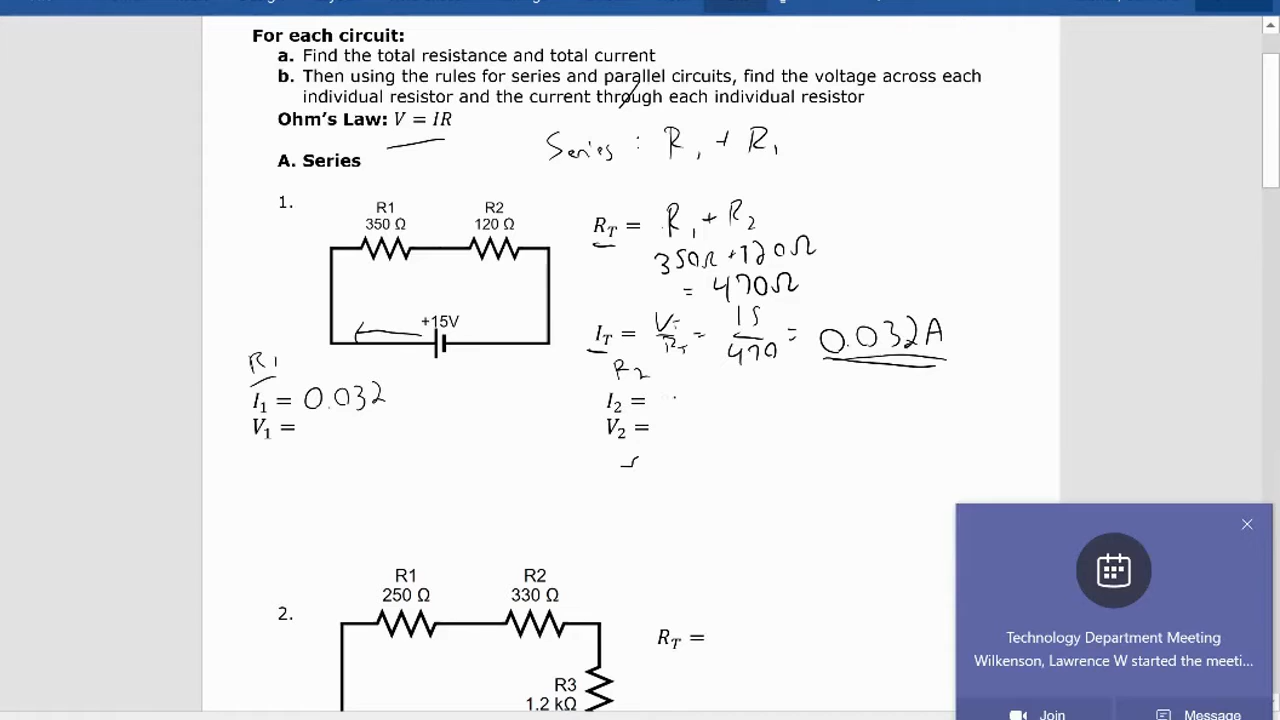 For each circuit:
a. Find the total resistance and total current
b. Then using the rules for series and parallel circuits, find the voltage across each
individual resistor and the current through each individual resistor
Ohm's Law: V = IR
Series : R1 + R1
A. Series
1.
R1
350 Ω
R2
120 Ω
+15V
RT = R1 + R2
350Ω + 120Ω
= 470Ω
IT = VT/RT = 15/470 = 0.032A
R1
I1 = 0.032
V1 =
R2
I2 =
V2 =
2.
R1
250 Ω
R2
330 Ω
R3
1.2 kΩ
RT =
Technology Department Meeting
Wilkenson, Lawrence W started the meeti...
Join
Message